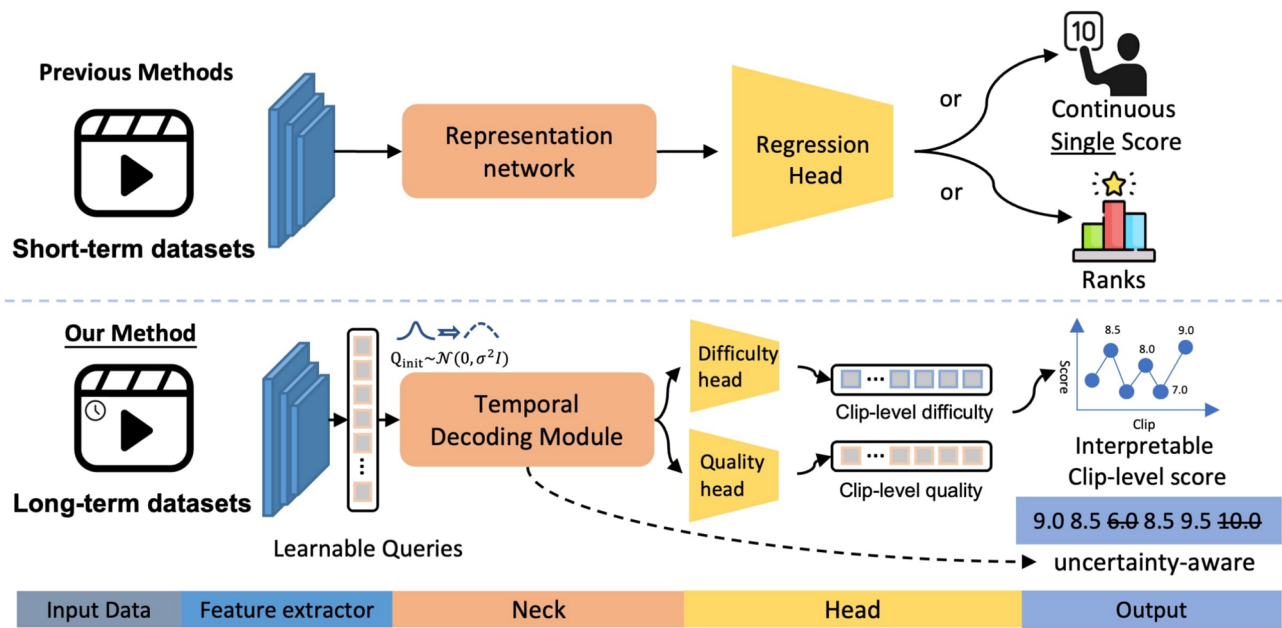 Previous Methods
Short-term datasets
Representation
network
Regression
Head
or
or
10
Continuous
Single Score
Ranks
Our Method
Long-term datasets
Learnable Queries
Q_init~𝒩(0, σ²I)
Temporal
Decoding Module
Difficulty
head
Quality
head
Clip-level difficulty
Clip-level quality
Score
8.5
8.0
9.0
7.0
Clip
Interpretable
Clip-level score
9.0 8.5 6.0 8.5 9.5 10.0
uncertainty-aware
Input Data
Feature extractor
Neck
Head
Output